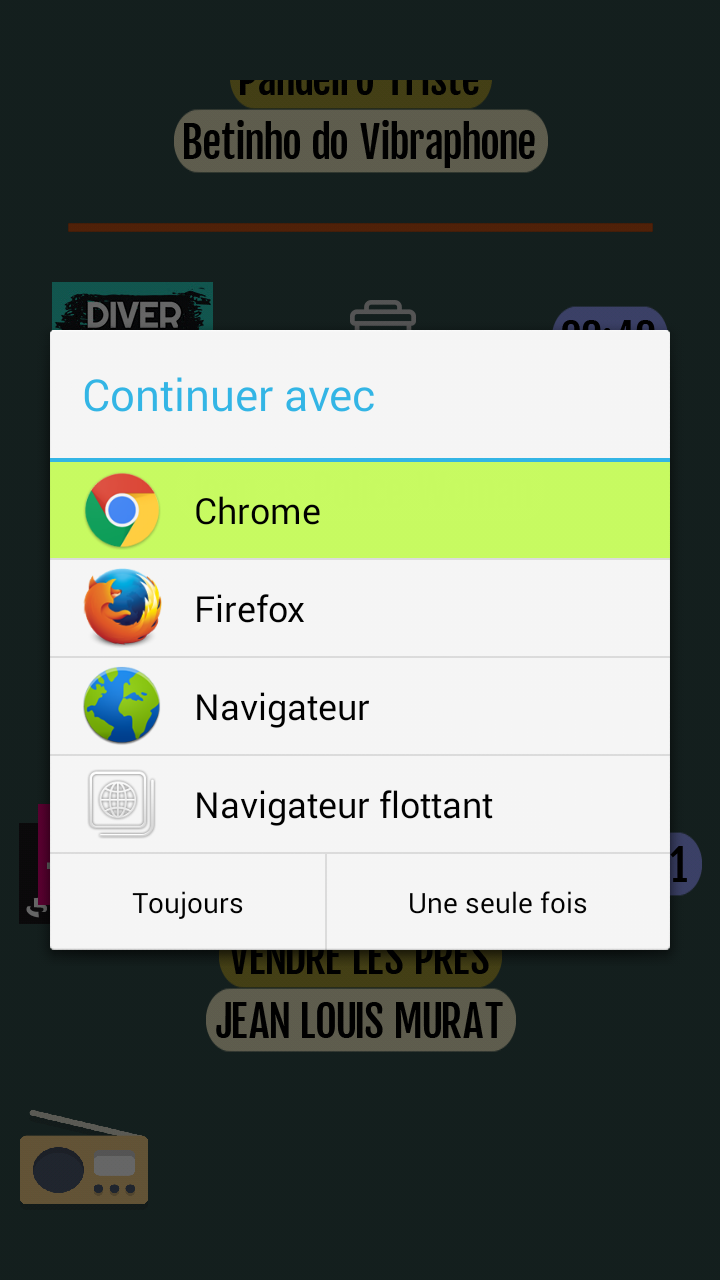 Pandeiro Triste
Betinho do Vibraphone
DIVER
Continuer avec
Chrome
Firefox
Navigateur
Navigateur flottant
1
Toujours
Une seule fois
VENDRE LES PRES
JEAN LOUIS MURAT